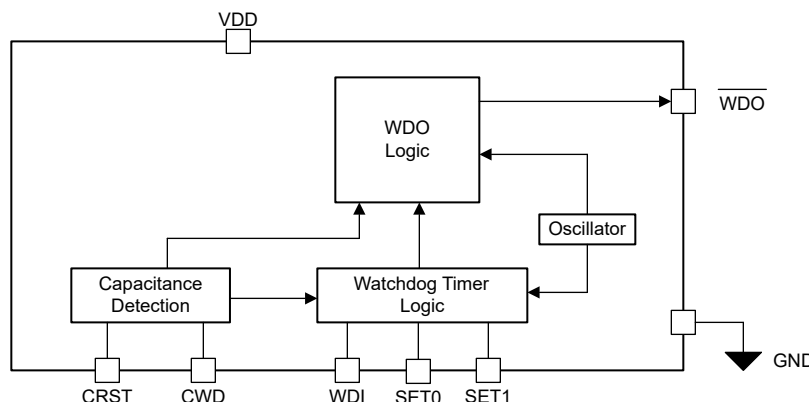 VDD
WDO
WDO
Logic
Oscillator
Capacitance
Detection
Watchdog Timer
Logic
GND
CRST
CWD
WDI
SET0
SET1